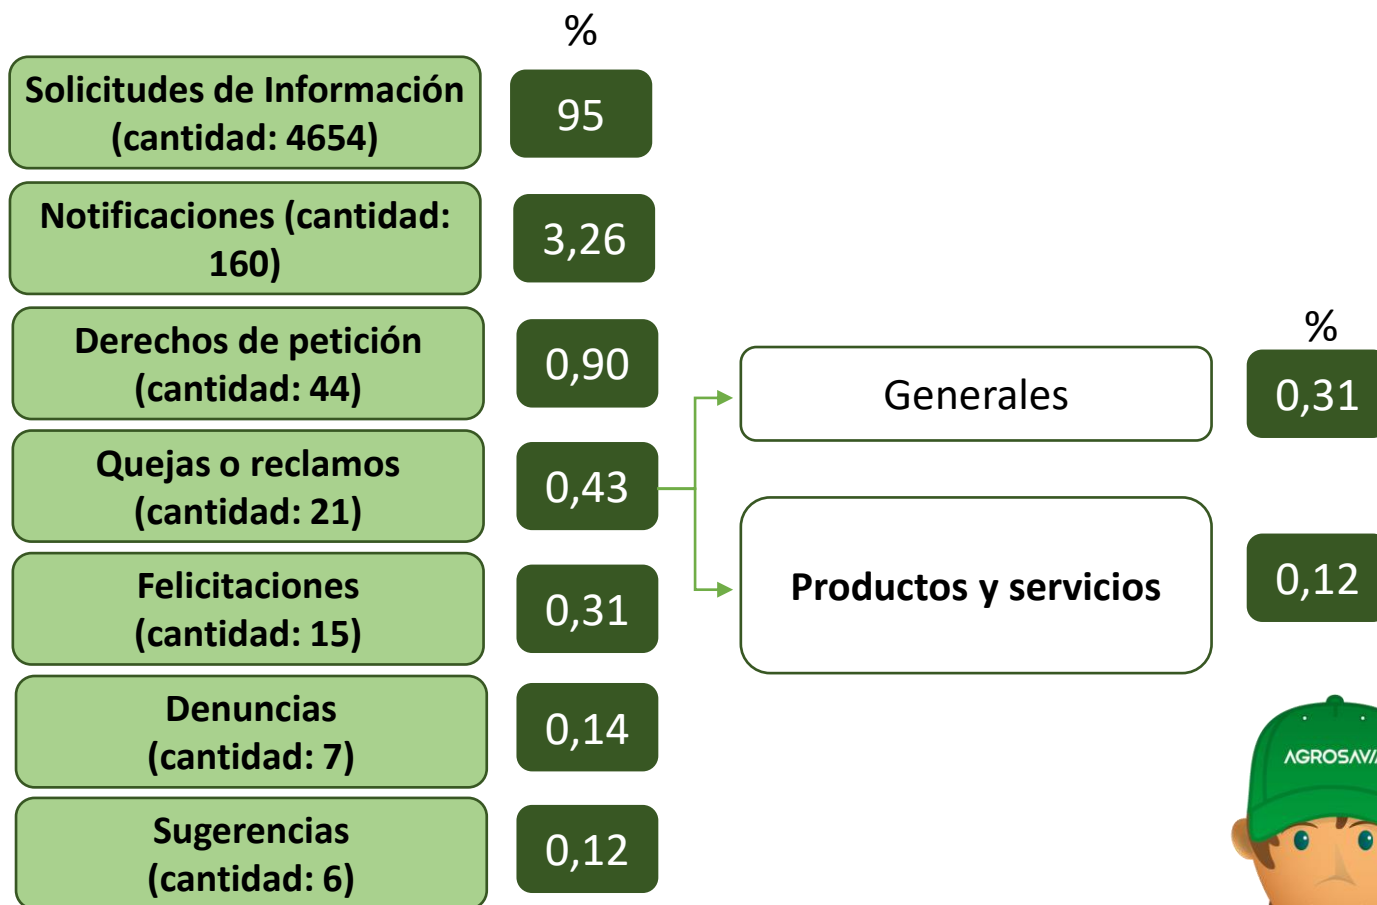 %
Solicitudes de Información
(cantidad: 4654)
95
Notificaciones (cantidad:
160)
3,26
Derechos de petición
(cantidad: 44)
0,90
Quejas o reclamos
(cantidad: 21)
0,43
Felicitaciones
(cantidad: 15)
0,31
Denuncias
(cantidad: 7)
0,14
Sugerencias
(cantidad: 6)
0,12
%
Generales
0,31
Productos y servicios
0,12
AGROSAVIA